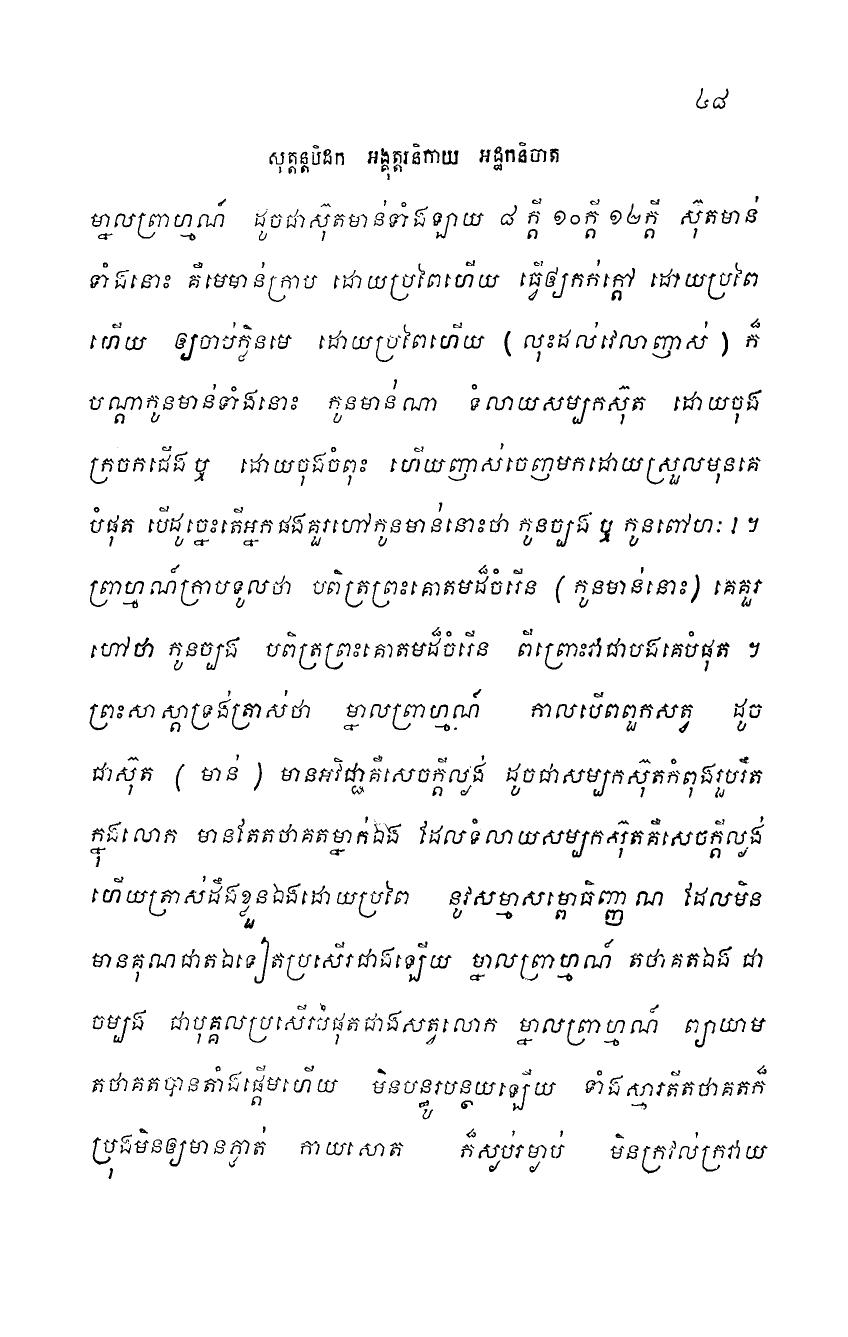 ៤៨
សុត្តន្តបិដក អង្គុត្តរនិកាយ អដ្ឋកនិបាត
ម្នាលព្រាហ្មណ៍ ដូចជាស៊ុតមាន់ទាំងឡាយ ៨ ក្តី ១០ក្តី ១២ក្តី ស៊ុតមាន់
ទាំងនោះ គឺមេមាន់ក្រាប ដោយប្រពៃហើយ ធ្វើឲ្យកក់ក្តៅ ដោយប្រពៃ
ហើយ ឲ្យចាប់ក្លិនមេ ដោយប្រពៃហើយ ( លុះដល់វេលាញាស់ ) ក៏
បណ្តាកូនមាន់ទាំងនោះ កូនមាន់ណា ទំលាយសម្បកស៊ុត ដោយចុង
ក្រចកជើងឬ ដោយចុងចំពុះ ហើយញាស់ចេញមកដោយស្រួលមុនគេ
បំផុត បើដូច្នេះតើអ្នកផងគួរហៅកូនមាន់នោះថា កូនច្បង ឬ កូនពៅហៈ ! ។
ព្រាហ្មណ៍ក្រាបទូលថា បពិត្រព្រះគោតមដ៏ចំរើន ( កូនមាន់នោះ) គេគួរ
ហៅថា កូនច្បង បពិត្រព្រះគោតមដ៏ចំរើន ពីព្រោះវាជាបងគេបំផុត ។
ព្រះសាស្តាទ្រង់ត្រាស់ថា ម្នាលព្រាហ្មណ៍ កាលបើពពួកសត្វ ដូច
ជាស៊ុត ( មាន់ ) មានអវិជ្ជាគឺសេចក្តីល្ងង់ ដូចជាសម្បកស៊ុតកំពុងរួបរឹត
ក្នុងលោក មានតែតថាគតម្នាក់ឯង ដែលទំលាយសម្បកស៊ុតគឺសេចក្តីល្ងង់
ហើយត្រាស់ដឹងខ្លួនឯងដោយប្រពៃ នូវសម្មាសម្ពោធិញ្ញាណ ដែលមិន
មានគុណជាតឯទៀតប្រសើរជាងឡើយ ម្នាលព្រាហ្មណ៍ តថាគតឯង ជា
ចម្បង ជាបុគ្គលប្រសើរបំផុតជាងសត្វលោក ម្នាលព្រាហ្មណ៍ ព្យាយាម
តថាគតបានតាំងផ្តើមហើយ មិនបន្ធូរបន្ថយឡើយ ទាំងស្មារតីតថាគតក៏
ប្រុងមិនឲ្យមានភ្លាត់ កាយសោត ក៏ស្ងប់រម្ងាប់ មិនក្រវល់ក្រវាយ